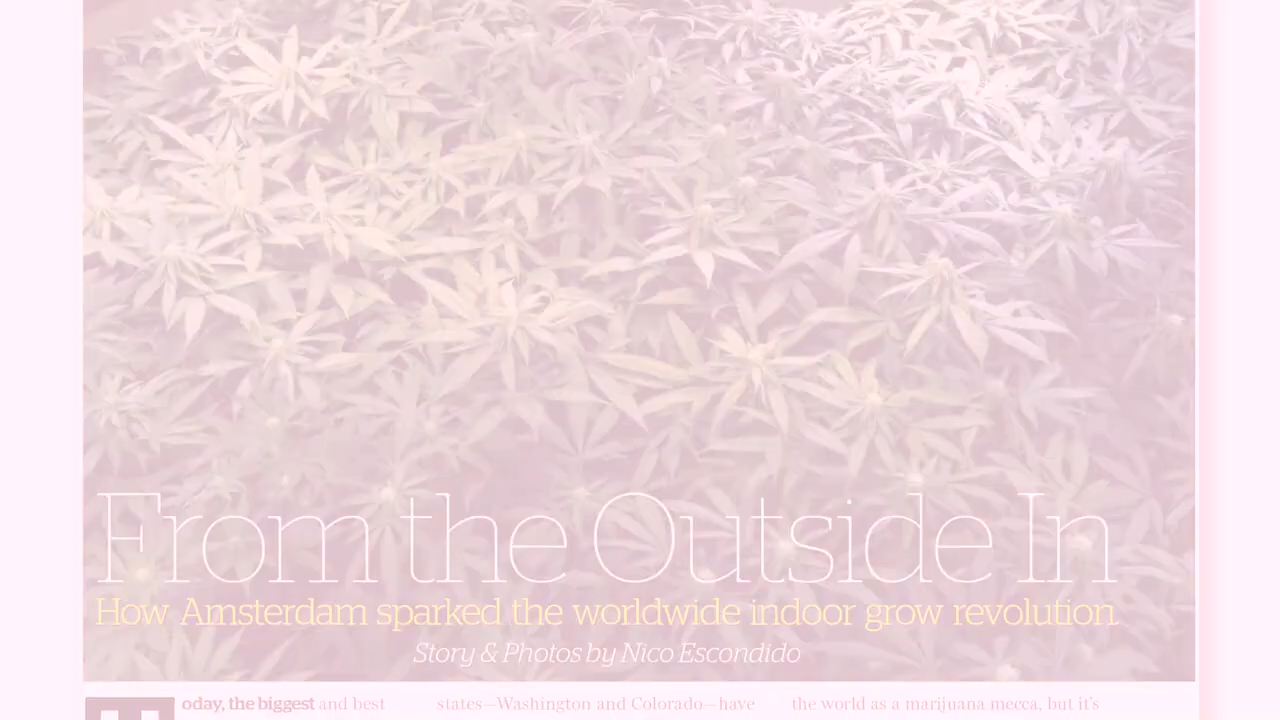 From the Outside In
How Amsterdam sparked the worldwide indoor grow revolution.
Story & Photos by Nico Escondido
oday, the biggest and best
states—Washington and Colorado—have
the world as a marijuana mecca, but it's